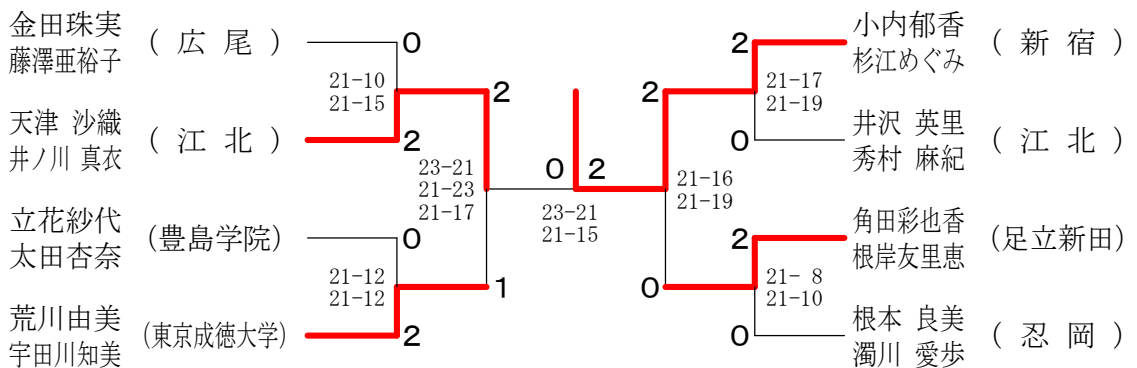 金田珠実
藤澤亜裕子
( 広 尾 )
0
21-10
21-15
天津 沙織
井ノ川 真衣
( 江 北 )
2
2
23-21
21-23
21-17
立花紗代
太田杏奈
(豊島学院)
0
21-12
21-12
荒川由美
宇田川知美
(東京成徳大学)
2
1
0
2
23-21
21-15
2
小内郁香
杉江めぐみ
( 新 宿 )
2
21-17
21-19
0
井沢 英里
秀村 麻紀
( 江 北 )
21-16
21-19
2
角田彩也香
根岸友里恵
(足立新田)
0
21- 8
21-10
0
根本 良美
濁川 愛歩
( 忍 岡 )